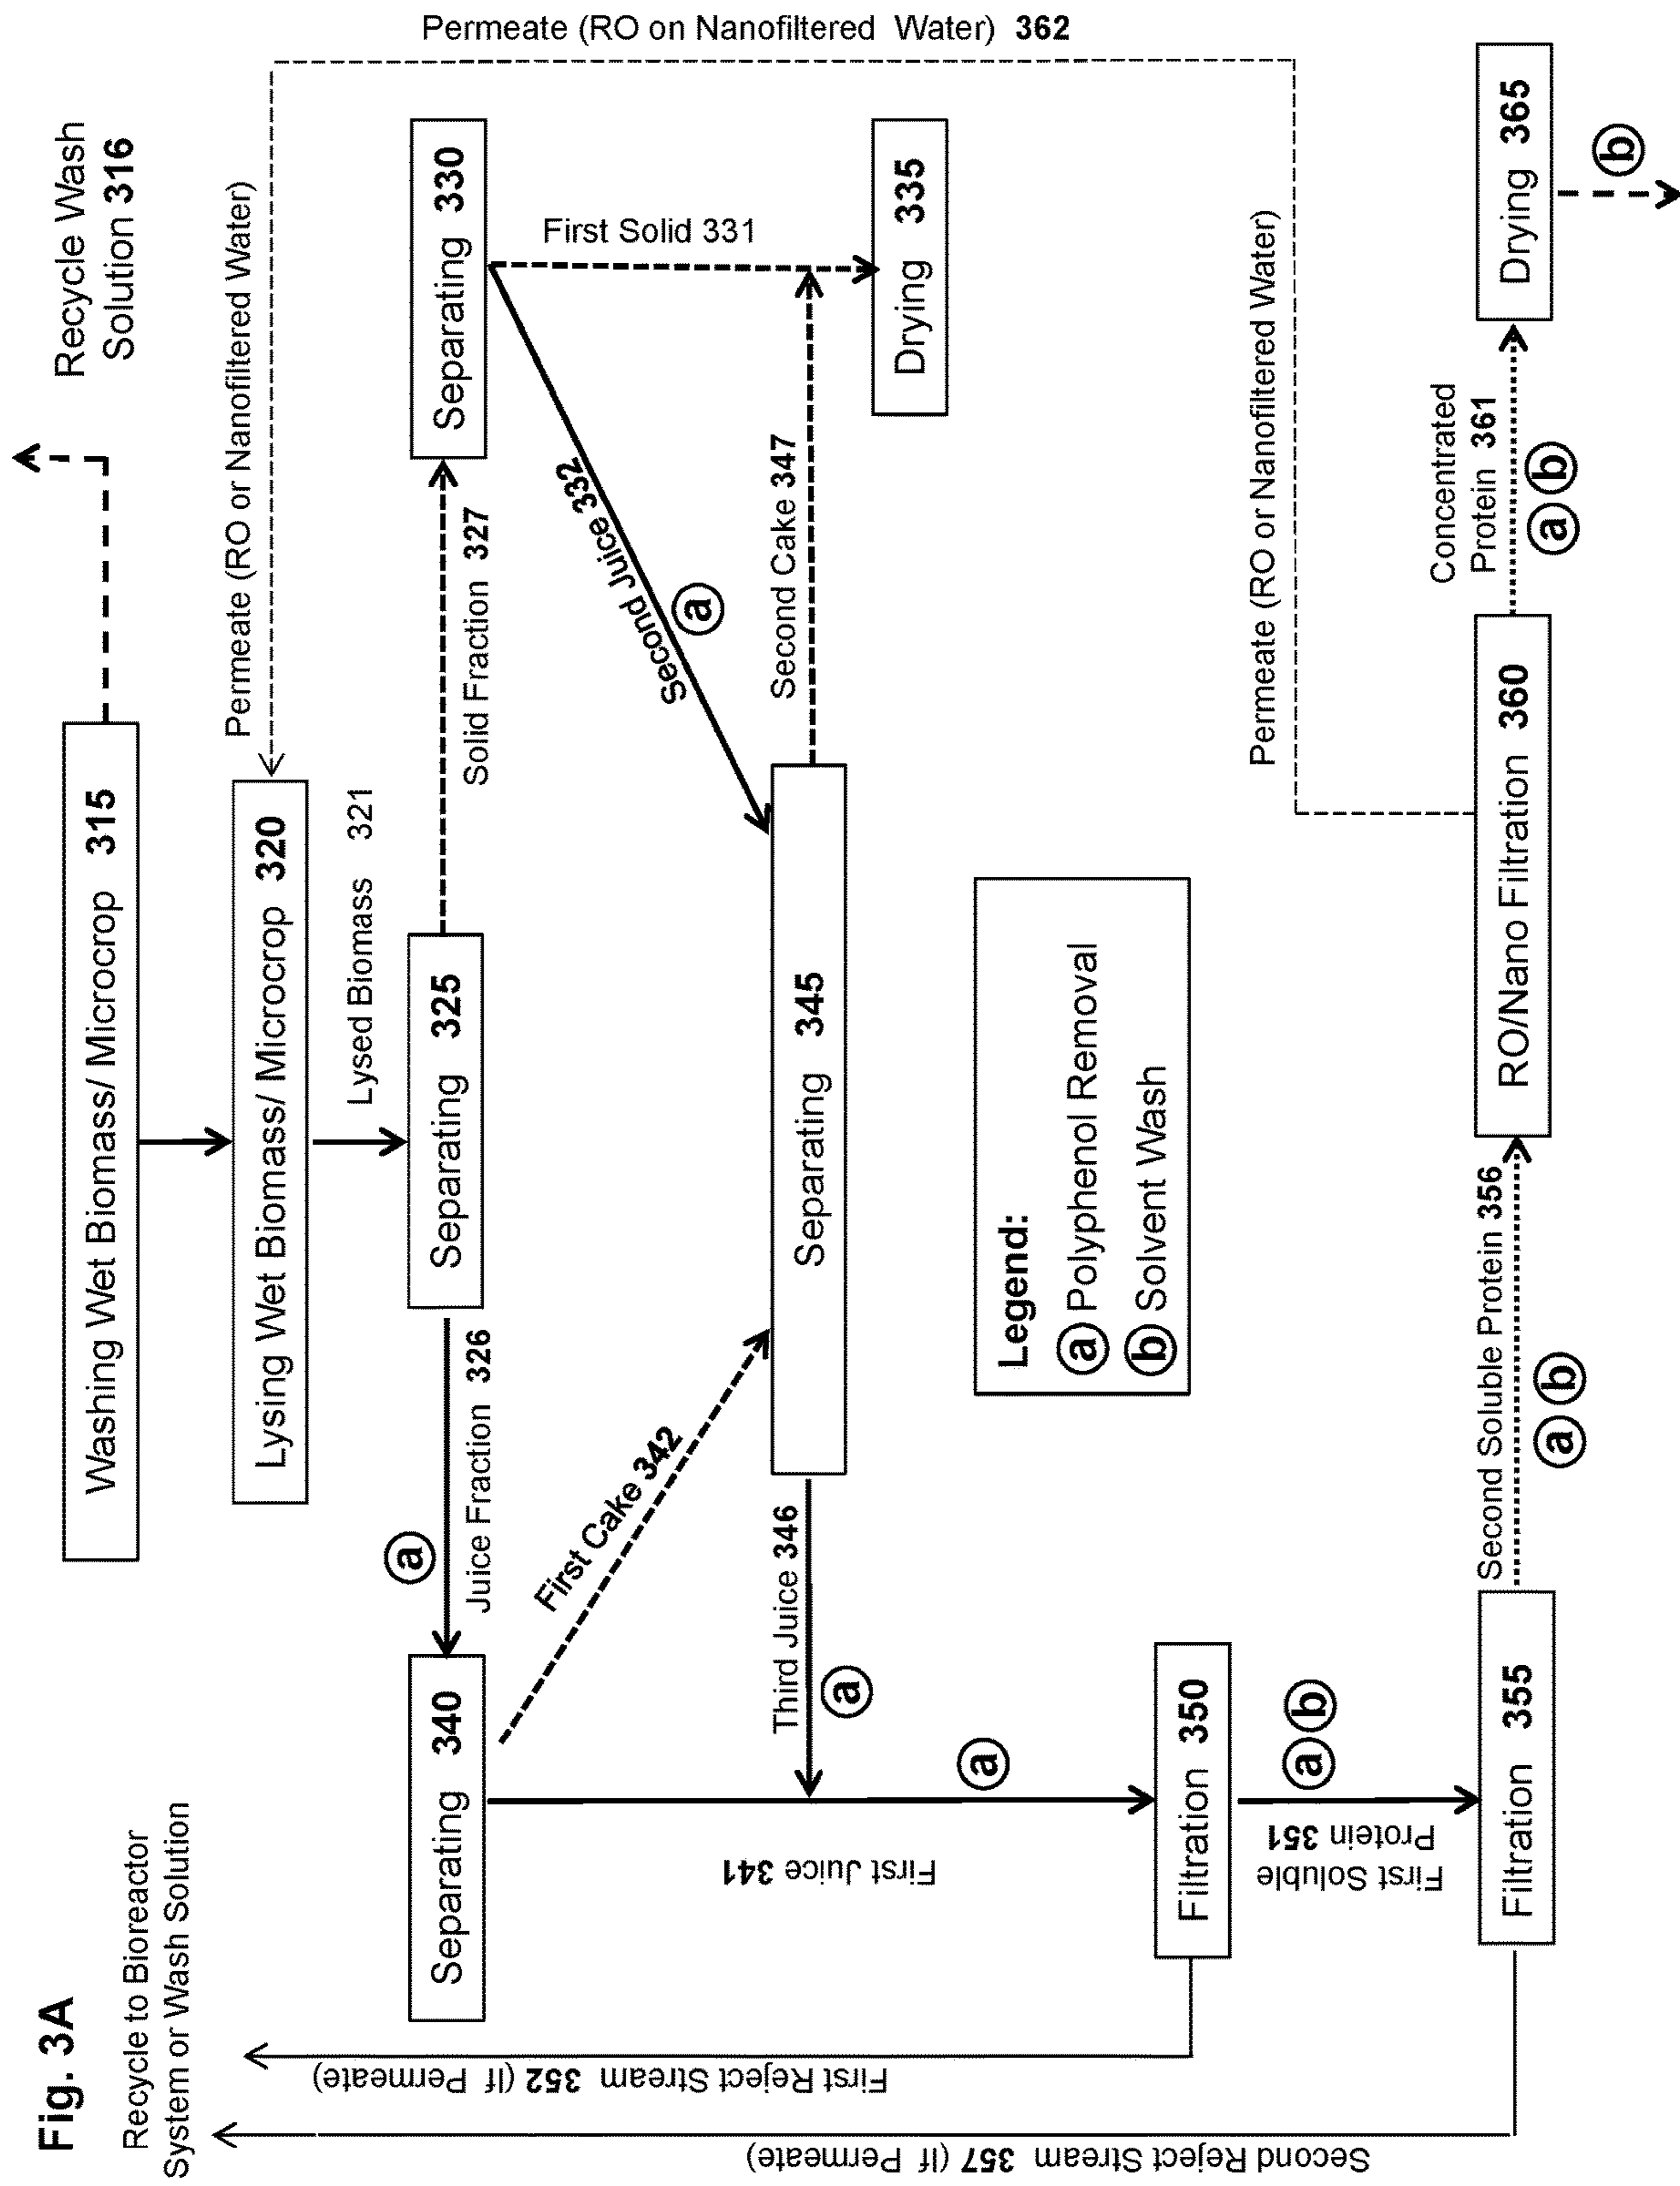 Fig. 3A
Recycle to Bioreactor
System or Wash Solution
Washing Wet Biomass/ Microcrop 315
Recycle Wash
Solution 316
Lysing Wet Biomass/ Microcrop 320
Permeate (RO or Nanofiltered Water)
Lysed Biomass 321
Separating 340
Juice Fraction 326
a
Separating 325
Solid Fraction 327
Separating 330
First Cake 342
Second Juice 332
a
First Solid 331
Third Juice 346
a
Separating 345
Second Cake 347
Drying 335
First Juice 341
a
Legend:
a Polyphenol Removal
b Solvent Wash
Filtration 350
First Reject Stream 352 (If Permeate)
First Soluble
Protein 351
a b
Permeate (RO or Nanofiltered Water)
Permeate (RO on Nanofiltered Water) 362
Filtration 355
Second Reject Stream 357 (If Permeate)
Second Soluble Protein 356
a b
RO/Nano Filtration 360
Concentrated
Protein 361
a b
Drying 365
b